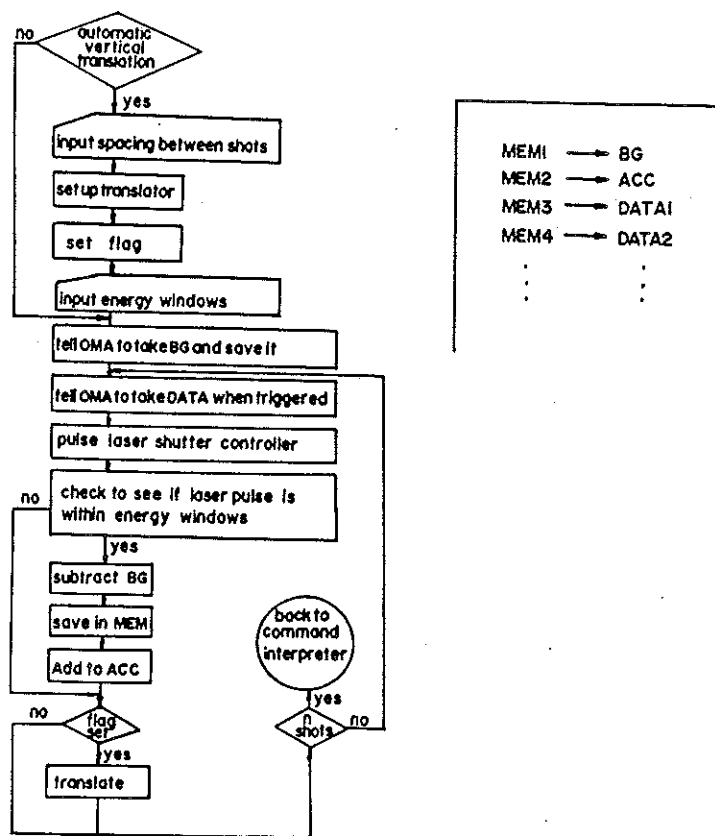 no
automatic
vertical
translation
yes
input spacing between shots
setup translator
set flag
input energy windows
tell OMA to take BG and save it
tell OMA to take DATA when triggered
pulse laser shutter controller
no
check to see if laser pulse is
within energy windows
yes
subtract BG
save in MEM
Add to ACC
no
flag
set
yes
translate
back to
command
interpreter
yes
n
shots
no
MEM1 → BG
MEM2 → ACC
MEM3 → DATA1
MEM4 → DATA2